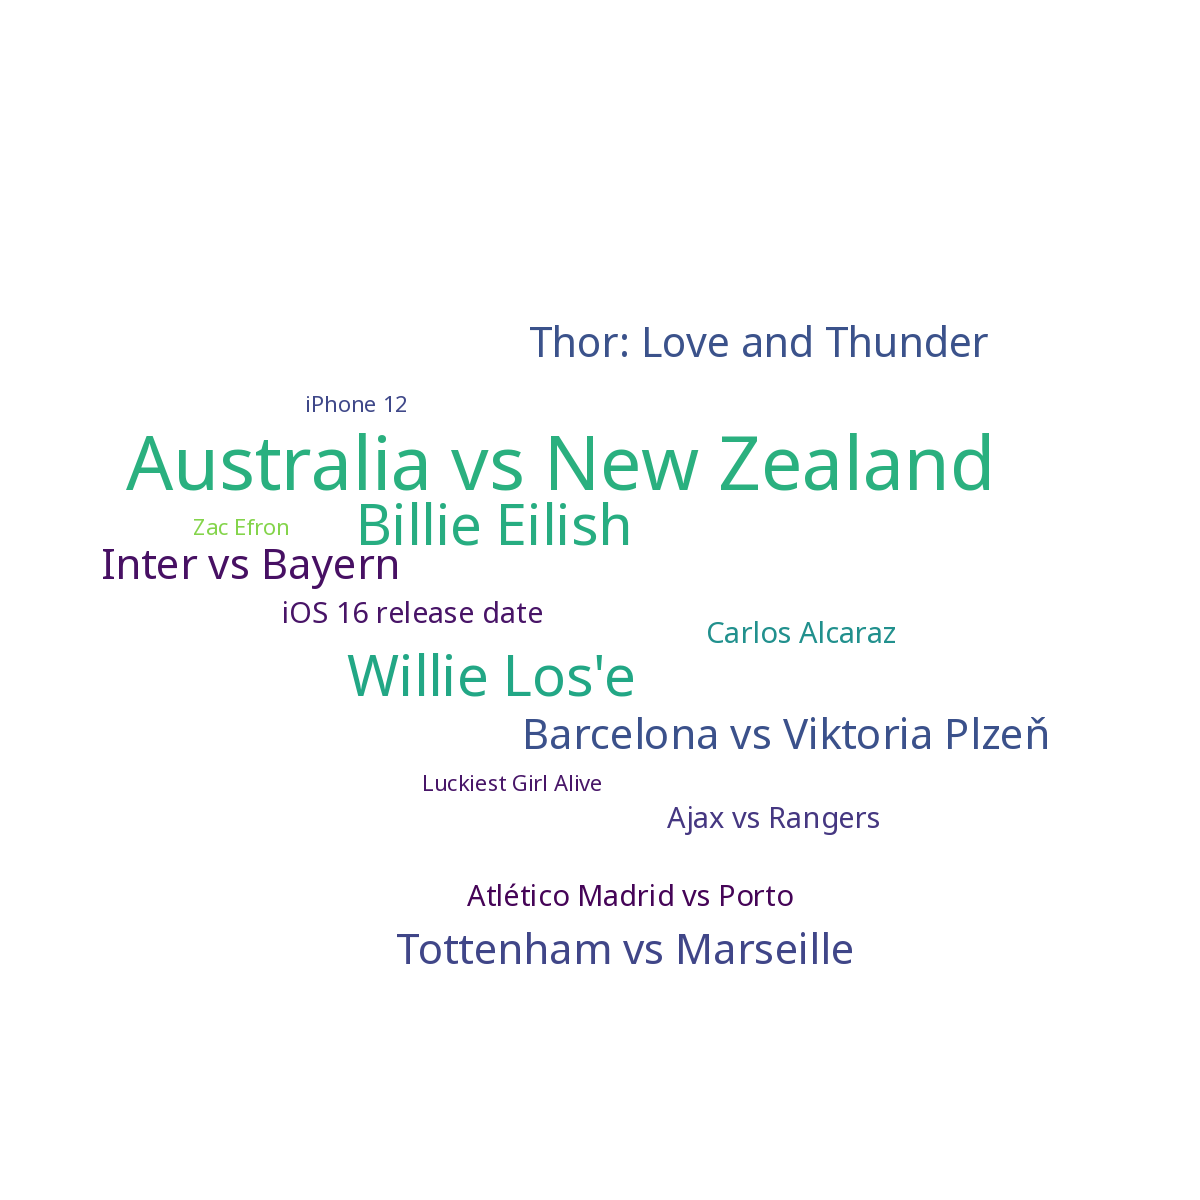 Thor: Love and Thunder
iPhone 12
Australia vs New Zealand
Billie Eilish
Zac Efron
Inter vs Bayern
iOS 16 release date
Carlos Alcaraz
Willie Los'e
Barcelona vs Viktoria Plzeň
Luckiest Girl Alive
Ajax vs Rangers
Atlético Madrid vs Porto
Tottenham vs Marseille